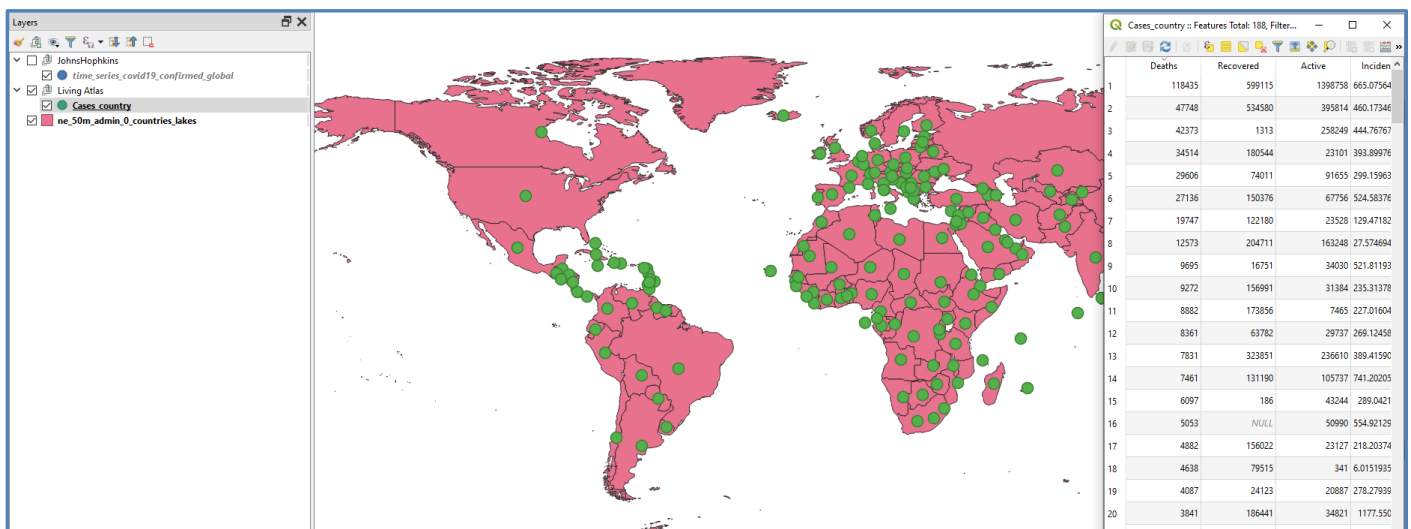 Layers
JohnsHopkins
time_series_covid19_confirmed_global
Living Atlas
Cases_country
ne_50m_admin_0_countries_lakes
Cases_country :: Features Total: 188, Filter...
Deaths Recovered Active Inciden
1 118435 599115 1398758 665.07564
2 47748 534580 395814 460.17346
3 42373 1313 258249 444.76767
4 34514 180544 23101 393.89976
5 29606 74011 91655 299.15963
6 27136 150376 67756 524.58376
7 19747 122180 23528 129.47182
8 12573 204711 163248 27.574694
9 9695 16751 34030 521.81193
10 9272 156991 31384 235.31378
11 8882 173856 7465 227.01604
12 8361 63782 29737 269.12458
13 7831 323851 236610 389.41590
14 7461 131190 105737 741.20205
15 6097 186 43244 289.0421
16 5053 NULL 50990 554.92129
17 4882 156022 23127 218.20374
18 4638 79515 341 6.0151935
19 4087 24123 20887 278.27939
20 3841 186441 34821 1177.550